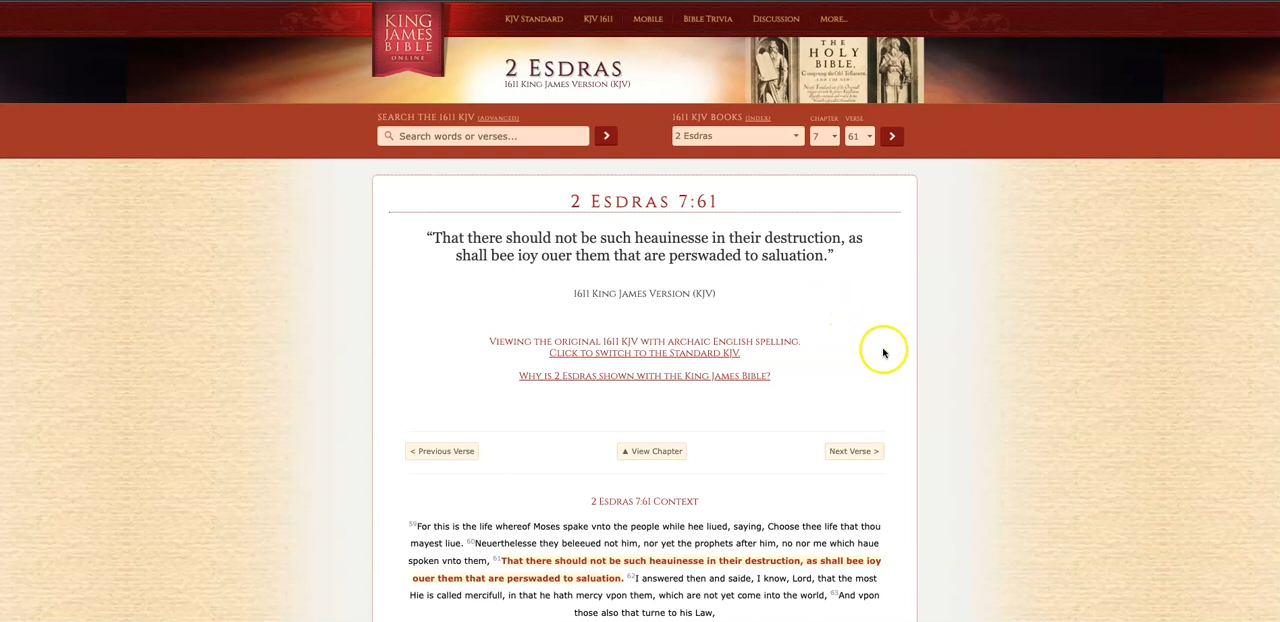 KING
JAMES
BIBLE
ONLINE
KJV STANDARD KJV 1611 MOBILE BIBLE TRIVIA DISCUSSION MORE...
2 ESDRAS
1611 KING JAMES VERSION (KJV)
THE
HOLY
BIBLE,
SEARCH THE 1611 KJV (ADVANCED)
Search words or verses...
1611 KJV BOOKS (INDEX) CHAPTER VERSE
2 Esdras 7 61
2 ESDRAS 7:61
“That there should not be such heauinesse in their destruction, as
shall bee ioy ouer them that are perswaded to saluation.”
1611 KING JAMES VERSION (KJV)
VIEWING THE ORIGINAL 1611 KJV WITH ARCHAIC ENGLISH SPELLING.
CLICK TO SWITCH TO THE STANDARD KJV.
WHY IS 2 ESDRAS SHOWN WITH THE KING JAMES BIBLE?
< Previous Verse ▲ View Chapter Next Verse >
2 ESDRAS 7:61 CONTEXT
59For this is the life whereof Moses spake vnto the people while hee liued, saying, Choose thee life that thou
mayest liue. 60Neuerthelesse they beleeued not him, nor yet the prophets after him, no nor me which haue
spoken vnto them, 61That there should not be such heauinesse in their destruction, as shall bee ioy
ouer them that are perswaded to saluation. 62I answered then and saide, I know, Lord, that the most
Hie is called mercifull, in that he hath mercy vpon them, which are not yet come into the world, 63And vpon
those also that turne to his Law,